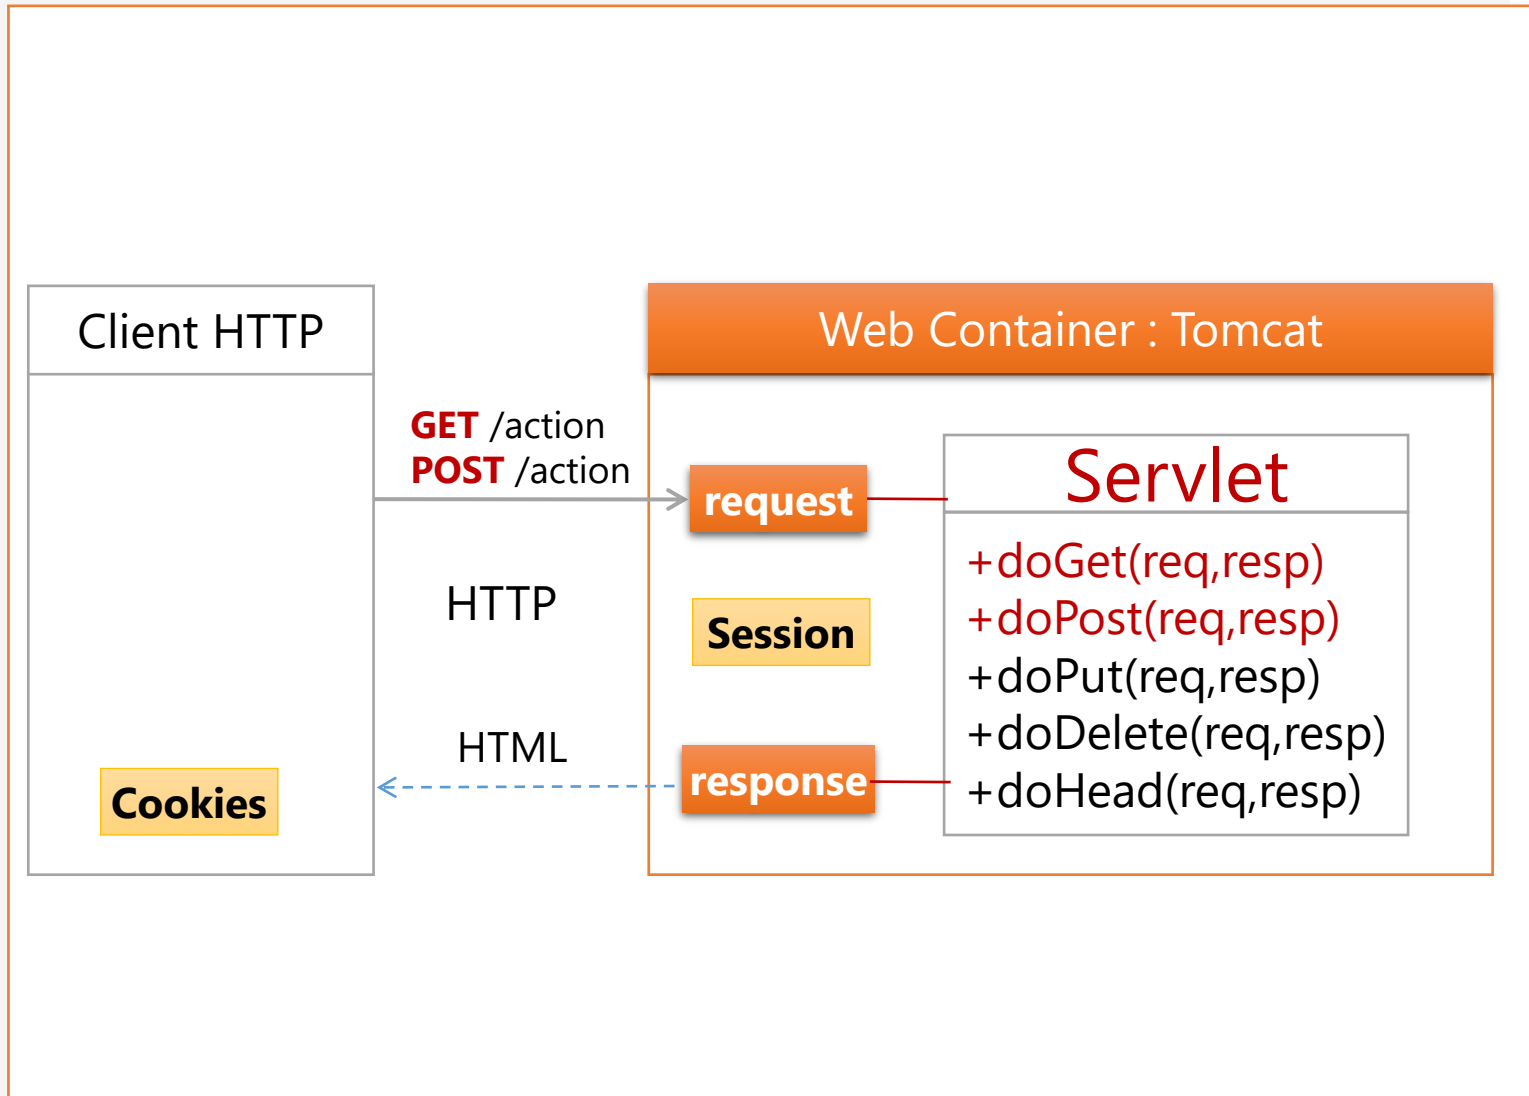 Client HTTP
Cookies
GET /action
POST /action
HTTP
HTML
Web Container : Tomcat
request
Session
response
Servlet
+doGet(req,resp)
+doPost(req,resp)
+doPut(req,resp)
+doDelete(req,resp)
+doHead(req,resp)